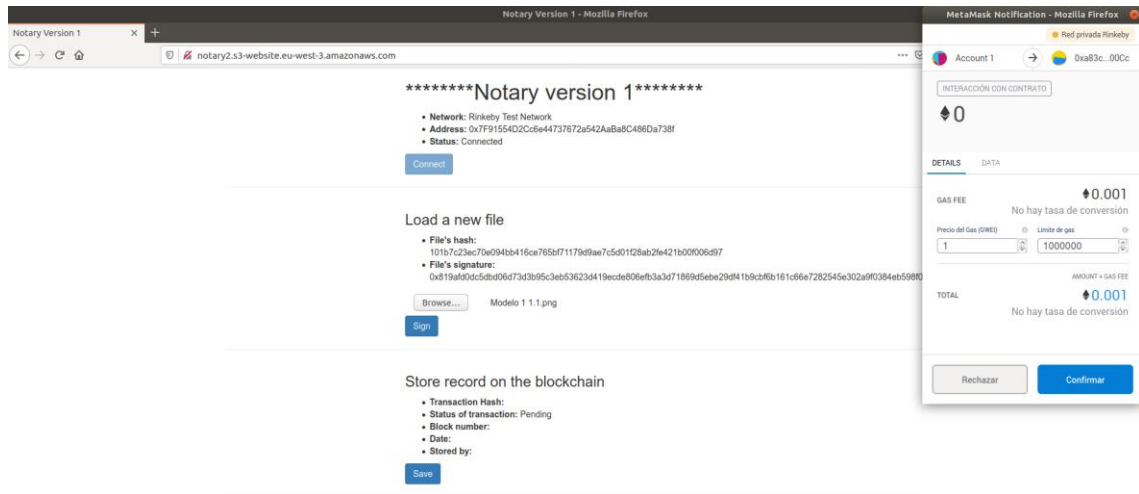 Notary Version 1 - Mozilla Firefox
Notary Version 1
notary2.s3-website.eu-west-3.amazonaws.com
********Notary version 1********
Network: Rinkeby Test Network
Address: 0x7F91554D2Cc6e44737672a542AaBa8C486Da738f
Status: Connected
Connect
Load a new file
File's hash:
101b7c23ec70e094bb416ce765bf71179d9ae7c5d01f28ab2fe421b00f006d97
File's signature:
0x819afd0dc5dbd06d73d3b95c3eb53623d419ecde806efb3a3d71869d5ebe29df41b9cbf6b161c66e7282545e302a9f0384eb598f0
Browse... Modelo 1 1.1.png
Sign
Store record on the blockchain
Transaction Hash:
Status of transaction: Pending
Block number:
Date:
Stored by:
Save
MetaMask Notification - Mozilla Firefox
Red privada Rinkeby
Account 1 0xa83c...00Cc
INTERACCIÓN CON CONTRATO
0
DETAILS DATA
GAS FEE 0.001
No hay tasa de conversión
Precio del Gas (GWEI) Limite de gas
1 1000000
AMOUNT + GAS FEE
TOTAL 0.001
No hay tasa de conversión
Rechazar Confirmar